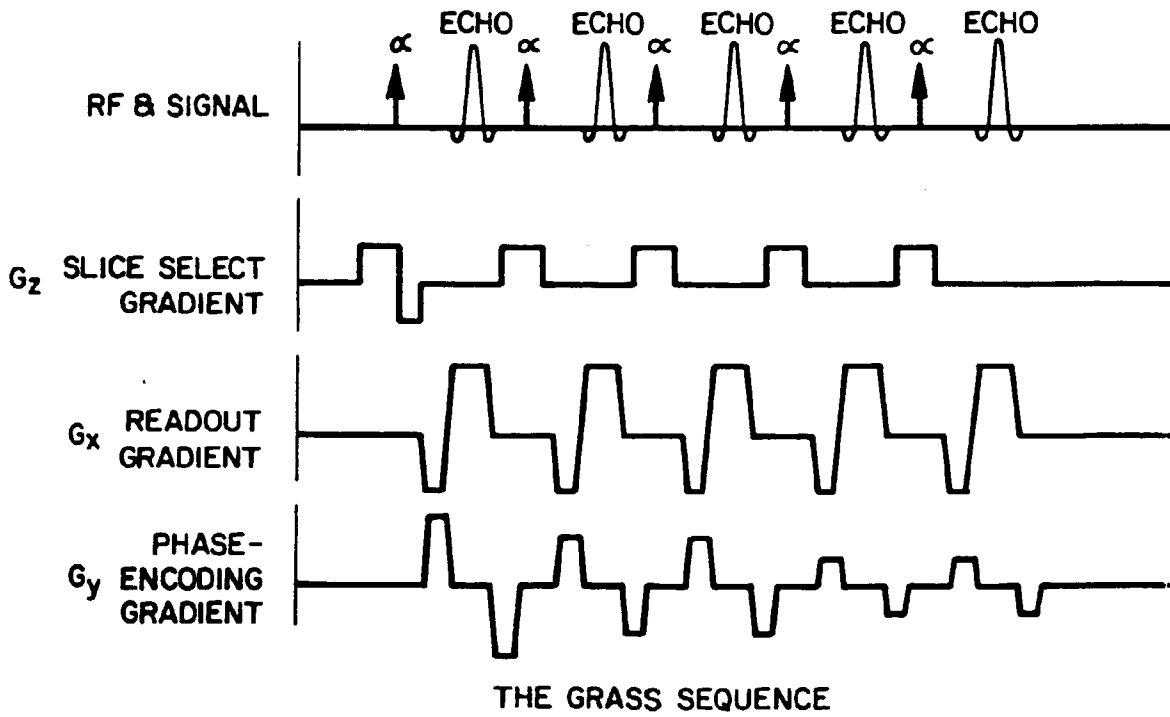 ECHO ECHO ECHO ECHO ECHO
∝ ∝ ∝ ∝ ∝
RF & SIGNAL
Gz SLICE SELECT
GRADIENT
Gx READOUT
GRADIENT
PHASE-
Gy ENCODING
GRADIENT
THE GRASS SEQUENCE